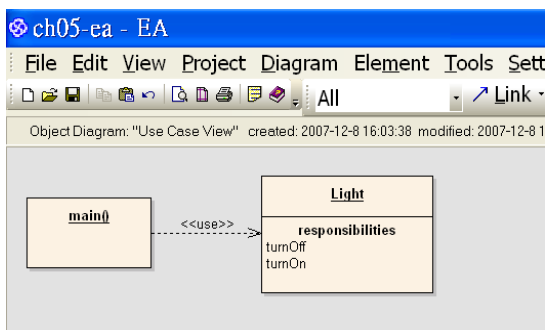 ch05-ea - EA
File Edit View Project Diagram Element Tools Sett
All Link
Object Diagram: "Use Case View" created: 2007-12-8 16:03:38 modified: 2007-12-8 1
main()
<<use>>
Light
responsibilities
turnOff
turnOn